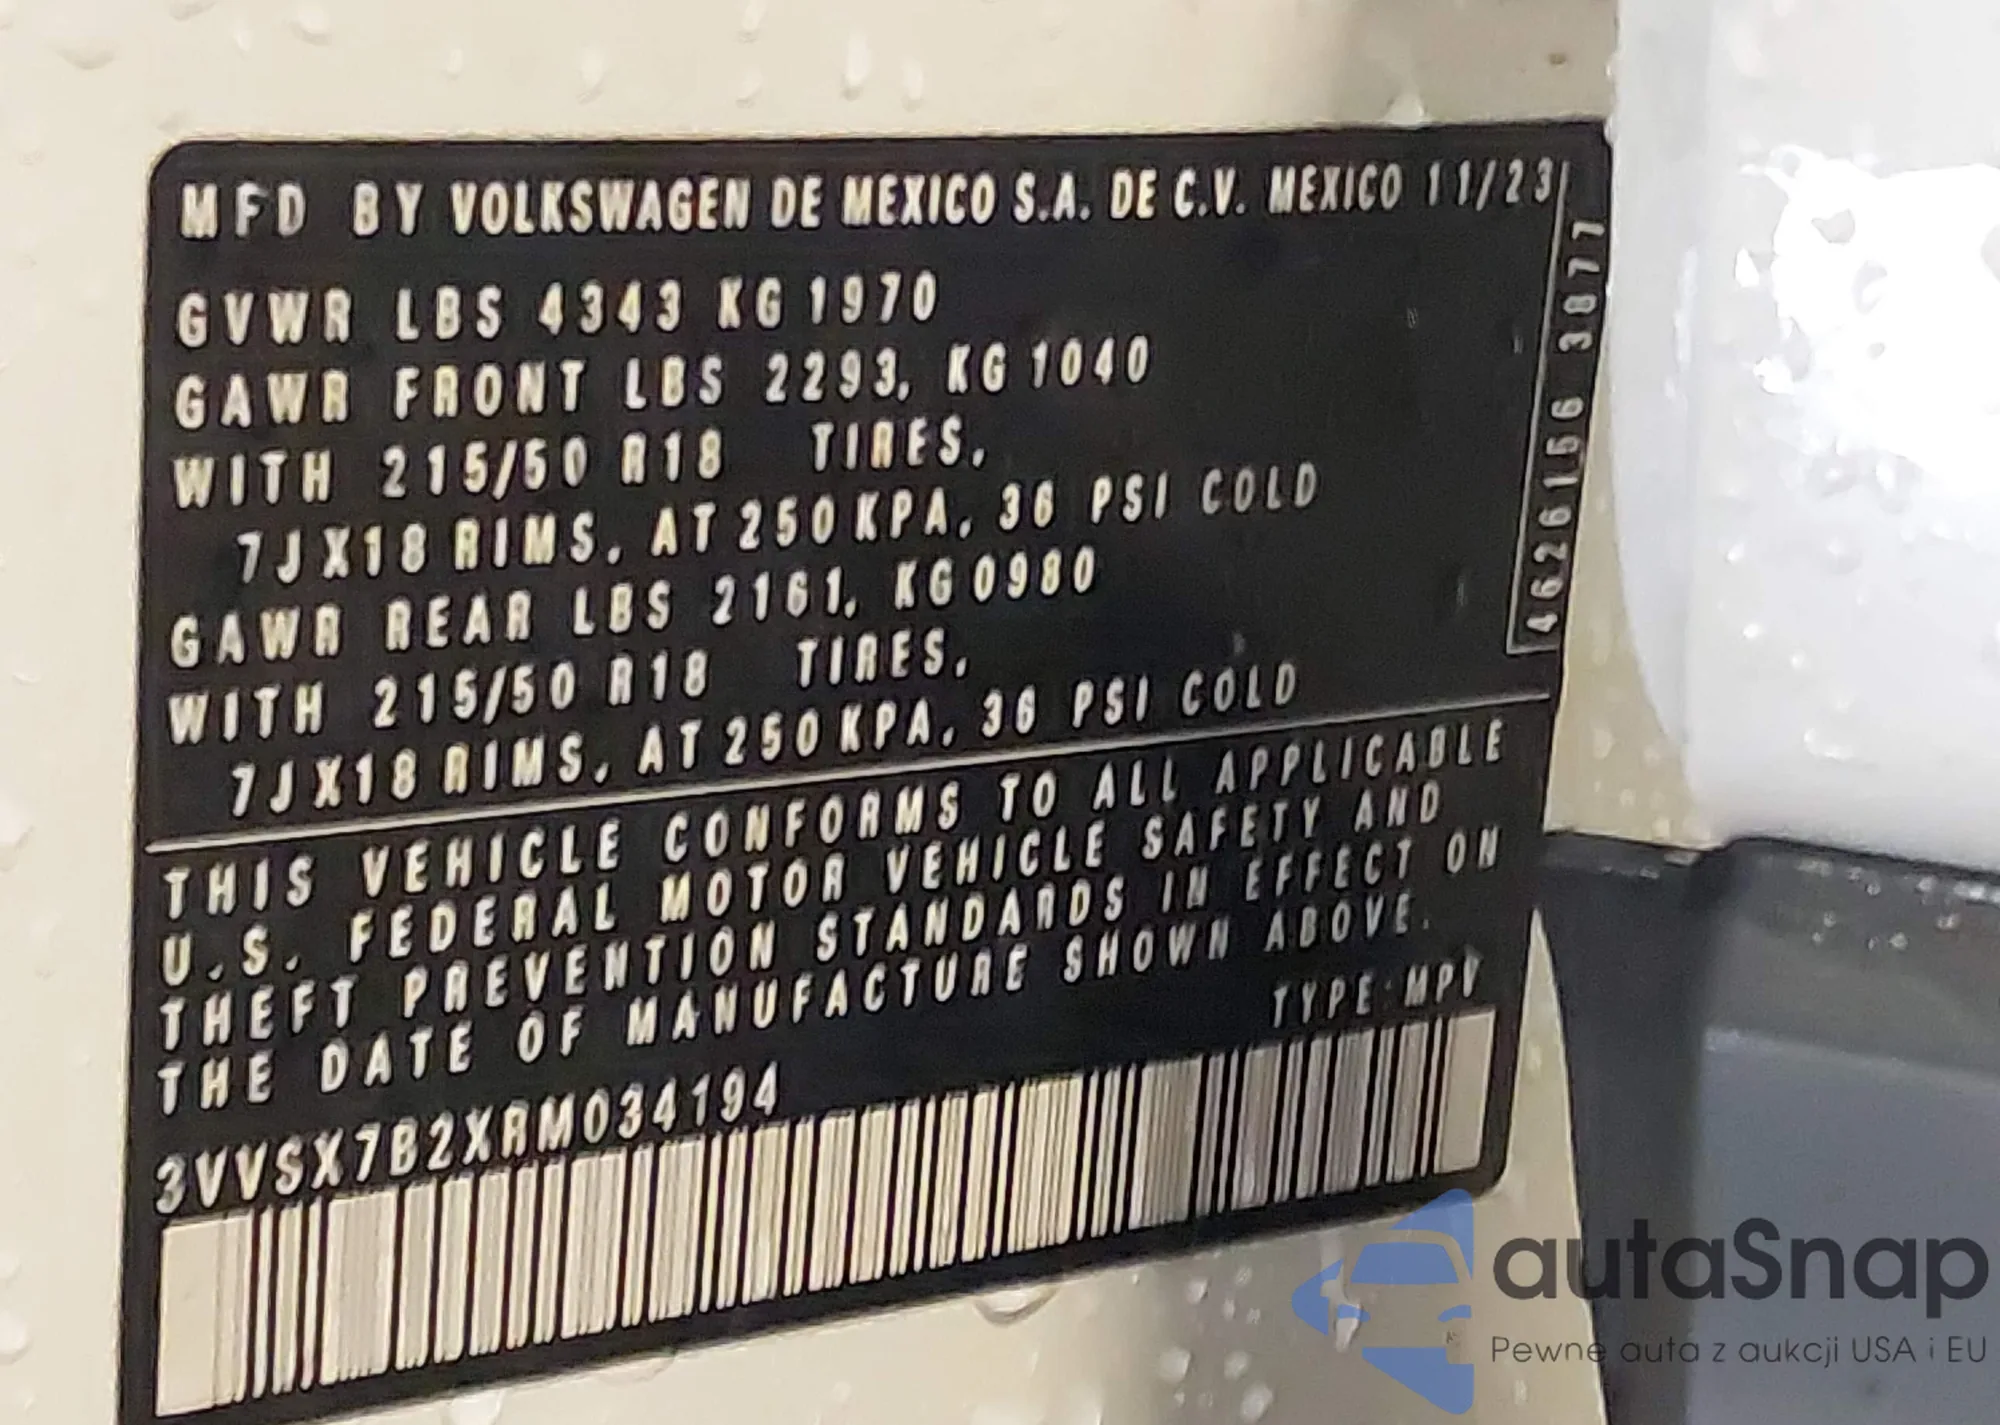 MFD BY VOLKSWAGEN DE MEXICO S.A. DE C.V. MEXICO 11/23
GVWR LBS 4343 KG 1970
GAWR FRONT LBS 2293, KG 1040
WITH 215/50 R18 TIRES,
7JX18 RIMS, AT 250 KPA, 36 PSI COLD
GAWR REAR LBS 2161, KG 0980
WITH 215/50 R18 TIRES,
7JX18 RIMS, AT 250 KPA, 36 PSI COLD
THIS VEHICLE CONFORMS TO ALL APPLICABLE
U.S. FEDERAL MOTOR VEHICLE SAFETY AND
THEFT PREVENTION STANDARDS IN EFFECT ON
THE DATE OF MANUFACTURE SHOWN ABOVE.
TYPE: MPV
3VVSX7B2XRM034194
3877
autaSnap
Pewne auta z aukcji USA i EU